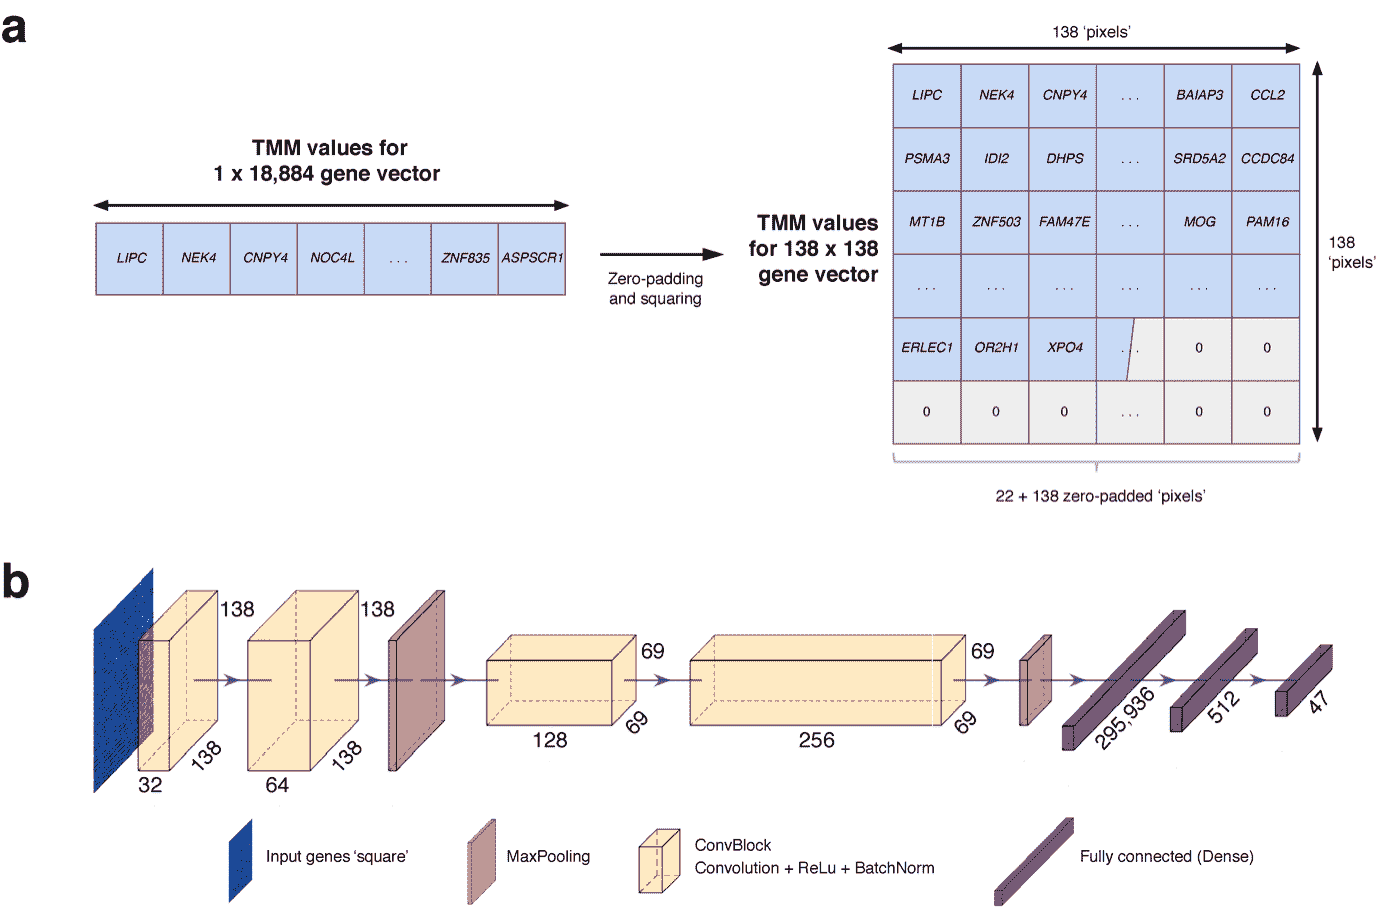 a
138 ‘pixels’
TMM values for
1 x 18,884 gene vector
LIPC NEK4 CNPY4 NOC4L . . . ZNF835 ASPSCR1
Zero-padding
and squaring
TMM values
for 138 x 138
gene vector
LIPC NEK4 CNPY4 . . . BAIAP3 CCL2
PSMA3 IDI2 DHPS . . . SRD5A2 CCDC84
MT1B ZNF503 FAM47E . . . MOG PAM16
. . . . . . . . . . . . . . . . . .
ERLEC1 OR2H1 XPO4 . . . 0 0
0 0 0 . . . 0 0
138
‘pixels’
22 + 138 zero-padded ‘pixels’
b
138
138
32
138
138
64
69
69
128
69
69
256
295,936
512
47
Input genes ‘square’
MaxPooling
ConvBlock
Convolution + ReLu + BatchNorm
Fully connected (Dense)